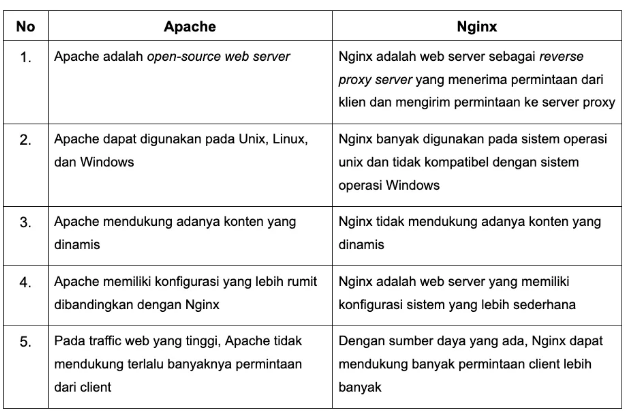 No Apache Nginx
1. Apache adalah open-source web server
Nginx adalah web server sebagai reverse
proxy server yang menerima permintaan dari
klien dan mengirim permintaan ke server proxy
2. Apache dapat digunakan pada Unix, Linux,
dan Windows
Nginx banyak digunakan pada sistem operasi
unix dan tidak kompatibel dengan sistem
operasi Windows
3. Apache mendukung adanya konten yang
dinamis
Nginx tidak mendukung adanya konten yang
dinamis
4. Apache memiliki konfigurasi yang lebih rumit
dibandingkan dengan Nginx
Nginx adalah web server yang memiliki
konfigurasi sistem yang lebih sederhana
5. Pada traffic web yang tinggi, Apache tidak
mendukung terlalu banyaknya permintaan
dari client
Dengan sumber daya yang ada, Nginx dapat
mendukung banyak permintaan client lebih
banyak